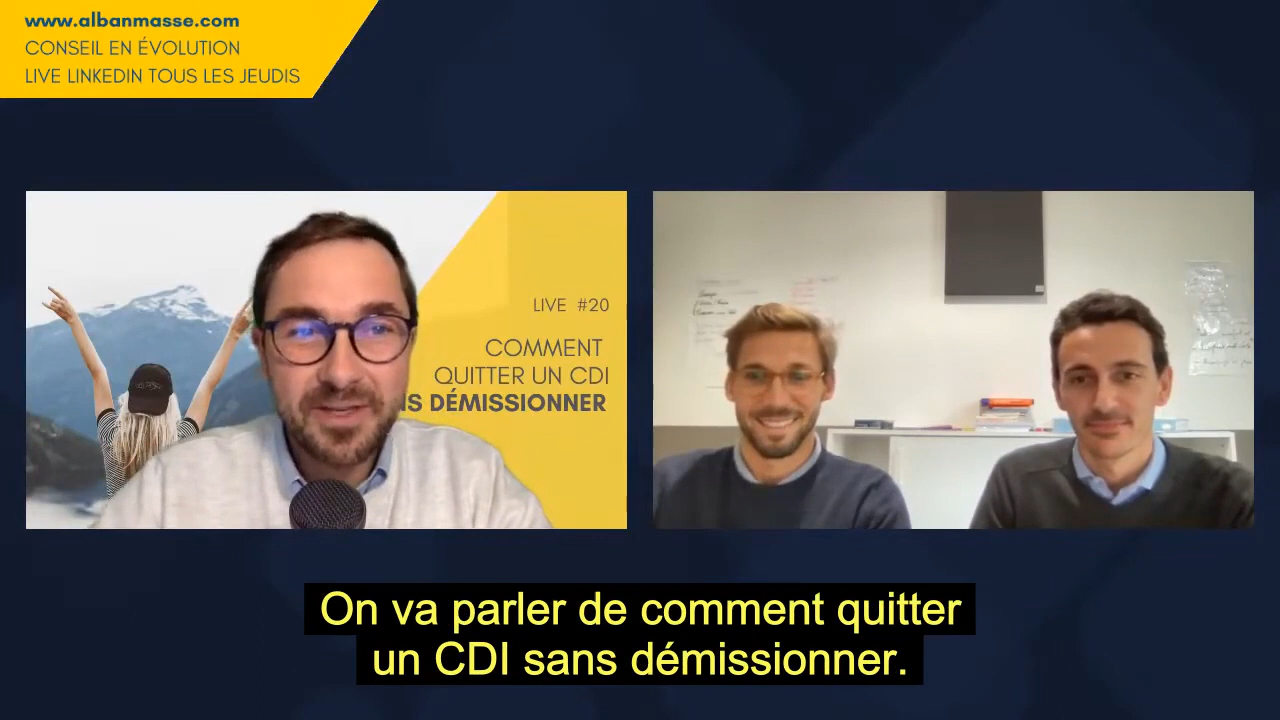 www.albanmasse.com
CONSEIL EN ÉVOLUTION
LIVE LINKEDIN TOUS LES JEUDIS
LIVE #20
COMMENT
QUITTER UN CDI
DÉMISSIONNER
On va parler de comment quitter
un CDI sans démissionner.